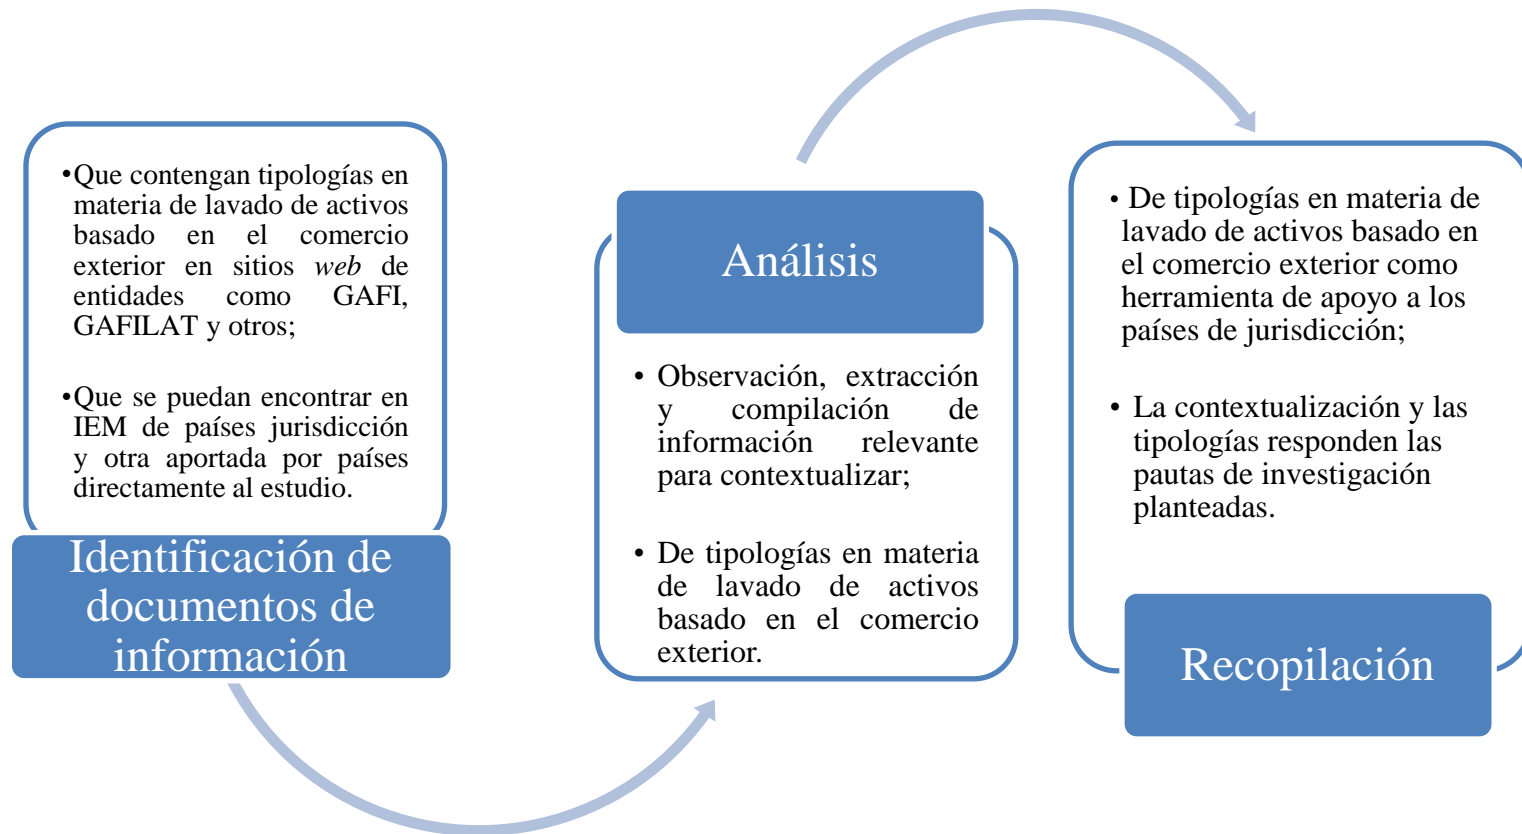 •Que contengan tipologías en
materia de lavado de activos
basado en el comercio
exterior en sitios web de
entidades como GAFI,
GAFILAT y otros;
•Que se puedan encontrar en
IEM de países jurisdicción
y otra aportada por países
directamente al estudio.
Identificación de
documentos de
información
Análisis
• Observación, extracción
y compilación de
información relevante
para contextualizar;
• De tipologías en materia
de lavado de activos
basado en el comercio
exterior.
• De tipologías en materia de
lavado de activos basado en
el comercio exterior como
herramienta de apoyo a los
países de jurisdicción;
• La contextualización y las
tipologías responden las
pautas de investigación
planteadas.
Recopilación